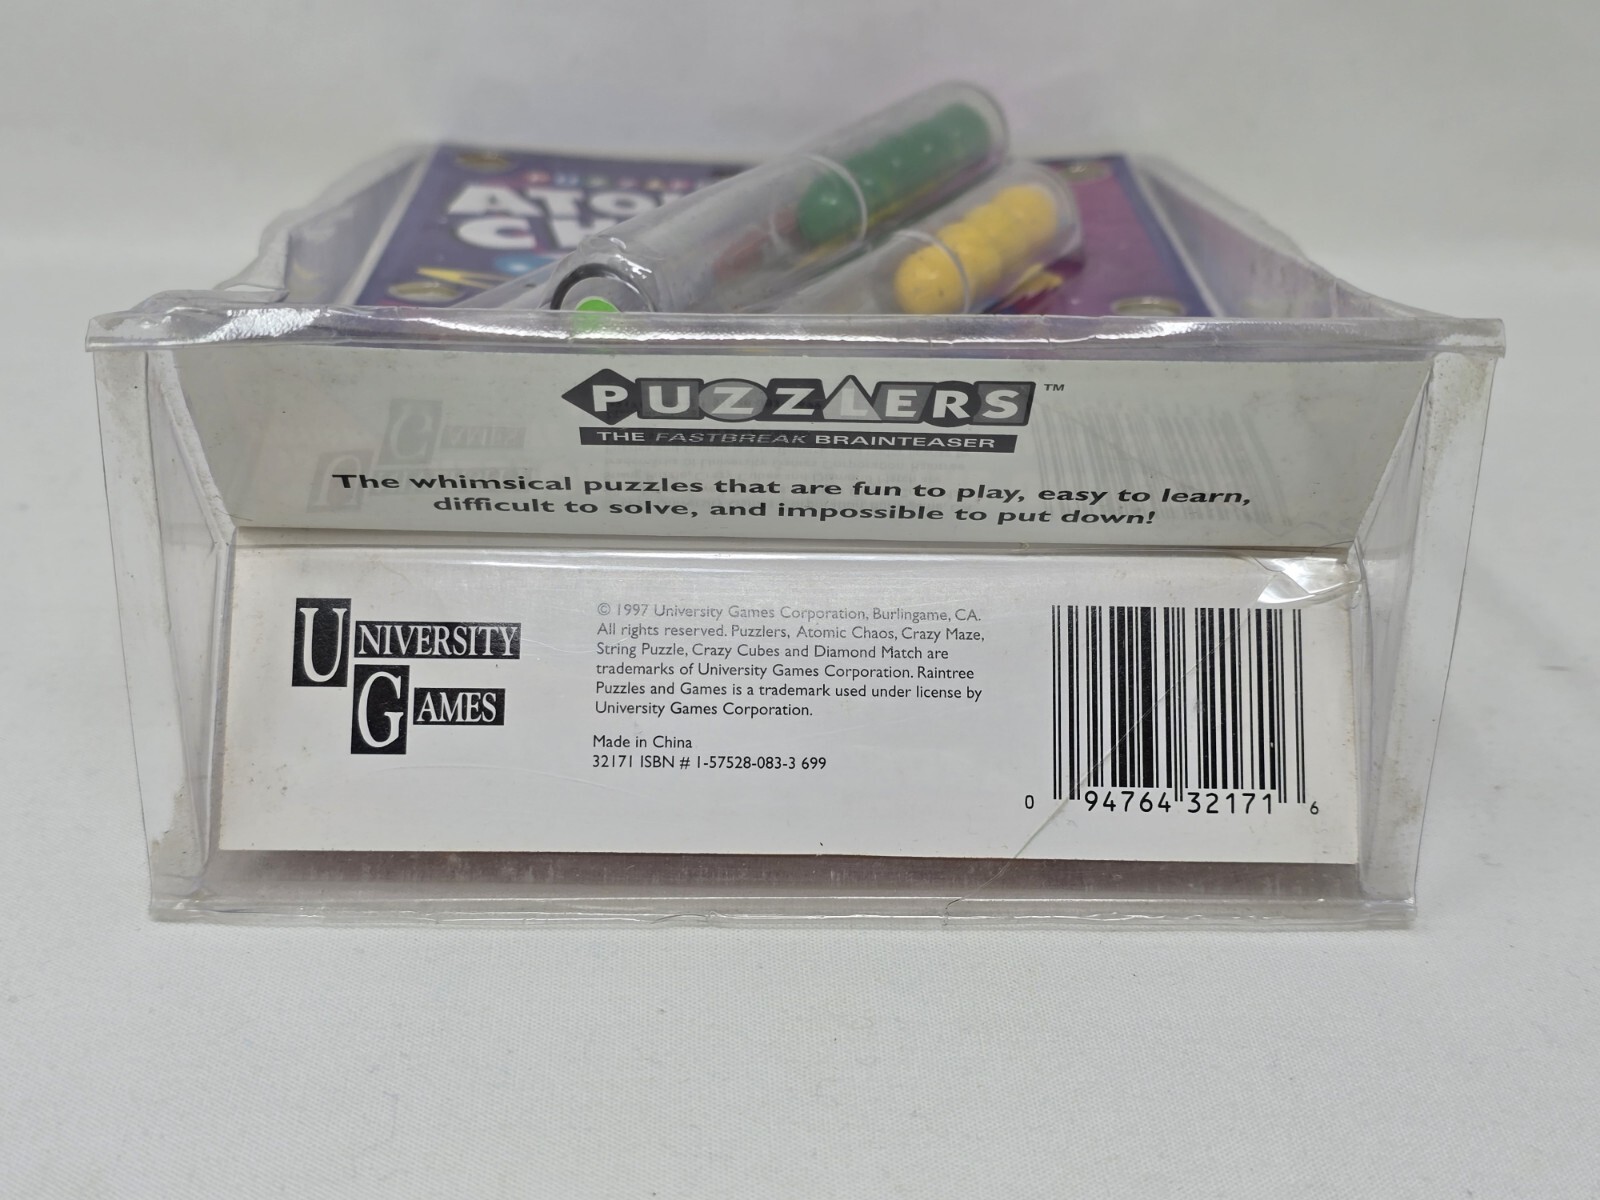 PUZZLERS
ATO
CH
PUZZLERS™
THE FASTBREAK BRAINTEASER
The whimsical puzzles that are fun to play, easy to learn,
difficult to solve, and impossible to put down!
UNIVERSITY
GAMES
© 1997 University Games Corporation, Burlingame, CA.
All rights reserved. Puzzlers, Atomic Chaos, Crazy Maze,
String Puzzle, Crazy Cubes and Diamond Match are
trademarks of University Games Corporation. Raintree
Puzzles and Games is a trademark used under license by
University Games Corporation.
Made in China
32171 ISBN # 1-57528-083-3 699
0 94764 32171 6